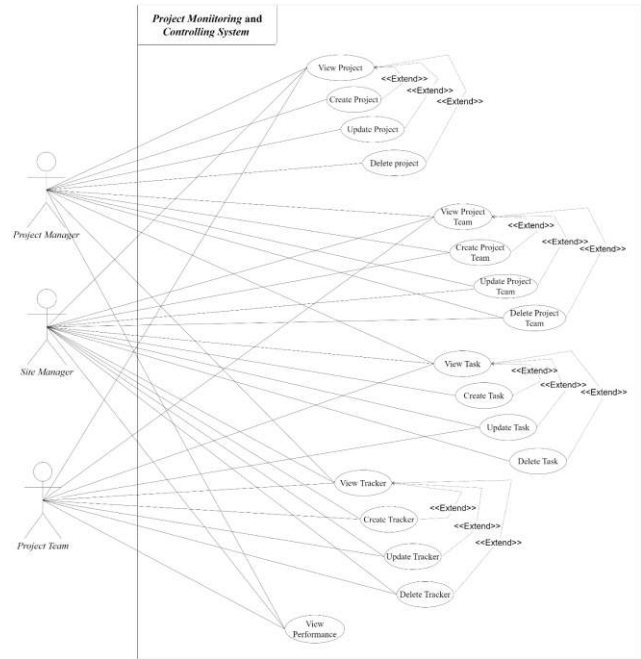 Project Moniitoring and
Controlling System
View Project
<<Extend>>
<<Extend>>
<<Extend>>
Create Project
Update Project
Delete project
Project Manager
View Project
Team
<<Extend>>
<<Extend>>
<<Extend>>
Create Project
Team
Update Project
Team
Delete Project
Team
Site Manager
View Task
<<Extend>>
<<Extend>>
<<Extend>>
Create Task
Update Task
Delete Task
Project Team
View Tracker
<<Extend>>
<<Extend>>
<<Extend>>
Create Tracker
Update Tracker
Delete Tracker
View
Performance